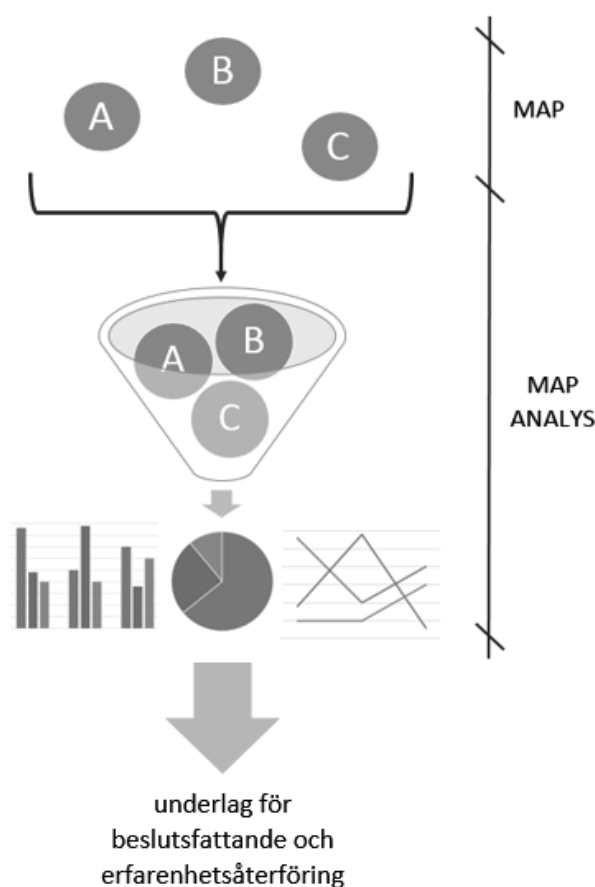 B
A
C
MAP
A
B
C
MAP
ANALYS
underlag för
beslutsfattande och
erfarenhetsåterföring